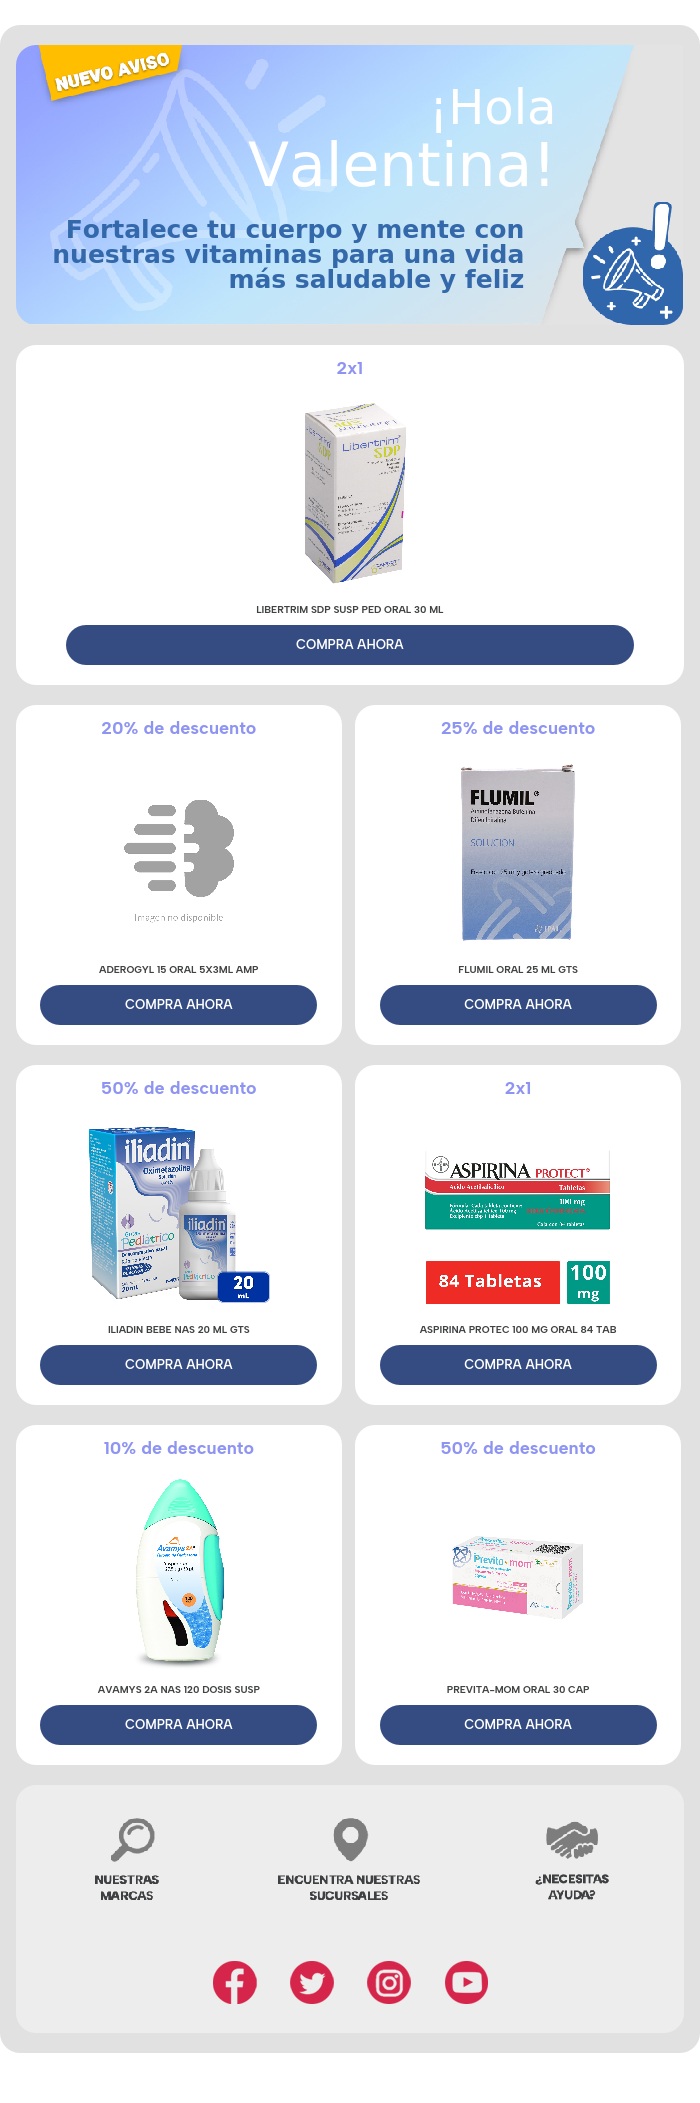 NUEVO AVISO
¡Hola
Valentina!
Fortalece tu cuerpo y mente con
nuestras vitaminas para una vida
más saludable y feliz
2x1
Libertrim
SDP
LIBERTRIM SDP SUSP PED ORAL 30 ML
COMPRA AHORA
20% de descuento
25% de descuento
Imagen no disponible
FLUMIL®
SOLUCION
ADEROGYL 15 ORAL 5X3ML AMP
FLUMIL ORAL 25 ML GTS
COMPRA AHORA
COMPRA AHORA
50% de descuento
2x1
iliadin
Oximetazolina
Pediátrico
20 mL
iliadin
20
mL
ASPIRINA PROTECT®
Acido Acetilsalicílico
Tabletas
100 mg
84 Tabletas
100
mg
ILIADIN BEBE NAS 20 ML GTS
ASPIRINA PROTEC 100 MG ORAL 84 TAB
COMPRA AHORA
COMPRA AHORA
10% de descuento
50% de descuento
Avamys
Previta-mom
AVAMYS 2A NAS 120 DOSIS SUSP
PREVITA-MOM ORAL 30 CAP
COMPRA AHORA
COMPRA AHORA
NUESTRAS
MARCAS
ENCUENTRA NUESTRAS
SUCURSALES
¿NECESITAS
AYUDA?